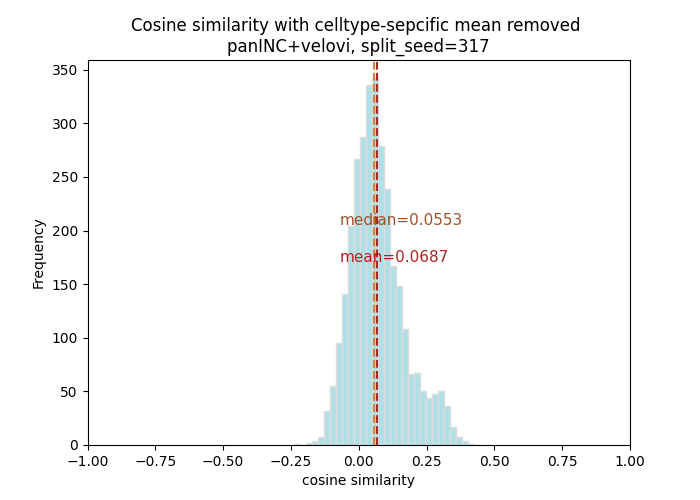 Cosine similarity with celltype-sepcific mean removed
panINC+velovi, split_seed=317
350
300
250
200
150
100
50
0
Frequency
median=0.0553
mean=0.0687
−1.00 −0.75 −0.50 −0.25 0.00 0.25 0.50 0.75 1.00
cosine similarity